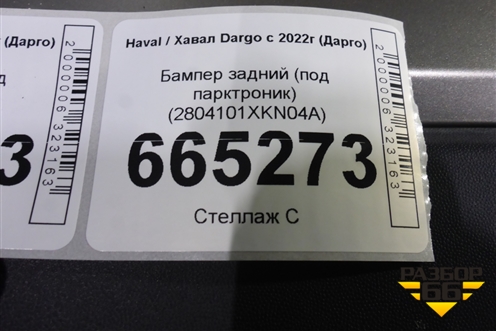 (Дарго)
2000006323163
3
Haval / Хавал Dargo с 2022г (Дарго)
Бампер задний (под
парктроник)
(2804101XKN04A)
665273
Стеллаж С
2000006323163
РАЗБОР
66